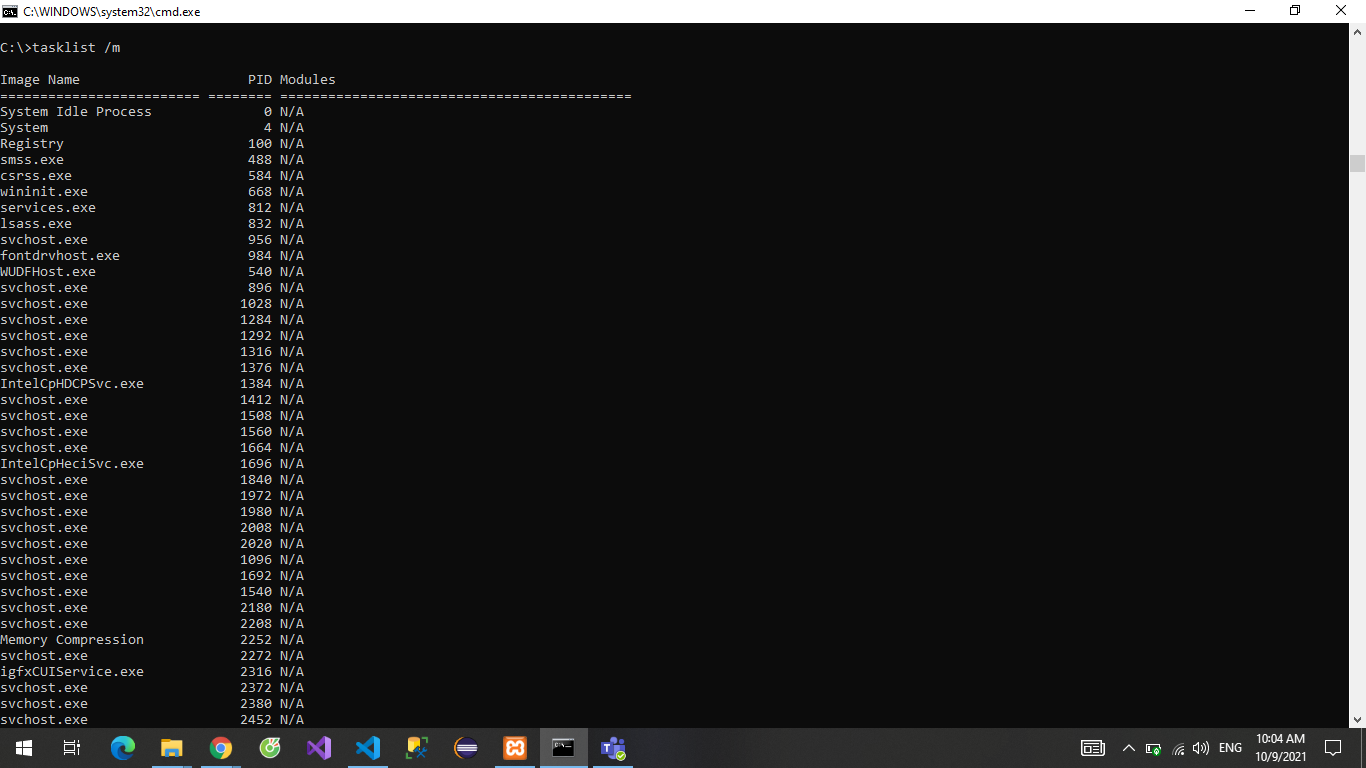 C:\WINDOWS\system32\cmd.exe
C:\>tasklist /m
Image Name                     PID Modules
========================= ======== ============================================
System Idle Process              0 N/A
System                           4 N/A
Registry                       100 N/A
smss.exe                       488 N/A
csrss.exe                      584 N/A
wininit.exe                    668 N/A
services.exe                   812 N/A
lsass.exe                      832 N/A
svchost.exe                    956 N/A
fontdrvhost.exe                984 N/A
WUDFHost.exe                   540 N/A
svchost.exe                    896 N/A
svchost.exe                   1028 N/A
svchost.exe                   1284 N/A
svchost.exe                   1292 N/A
svchost.exe                   1316 N/A
svchost.exe                   1376 N/A
IntelCpHDCPSvc.exe            1384 N/A
svchost.exe                   1412 N/A
svchost.exe                   1508 N/A
svchost.exe                   1560 N/A
svchost.exe                   1664 N/A
IntelCpHeciSvc.exe            1696 N/A
svchost.exe                   1840 N/A
svchost.exe                   1972 N/A
svchost.exe                   1980 N/A
svchost.exe                   2008 N/A
svchost.exe                   2020 N/A
svchost.exe                   1096 N/A
svchost.exe                   1692 N/A
svchost.exe                   1540 N/A
svchost.exe                   2180 N/A
svchost.exe                   2208 N/A
Memory Compression            2252 N/A
svchost.exe                   2272 N/A
igfxCUIService.exe            2316 N/A
svchost.exe                   2372 N/A
svchost.exe                   2380 N/A
svchost.exe                   2452 N/A
ENG
10:04 AM
10/9/2021